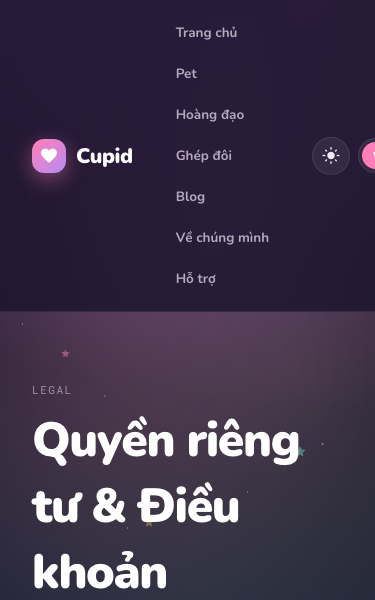 Trang chủ
Pet
Hoàng đạo
Cupid
Ghép đôi
Blog
Về chúng mình
Hỗ trợ
LEGAL
Quyền riêng
tư & Điều
khoản